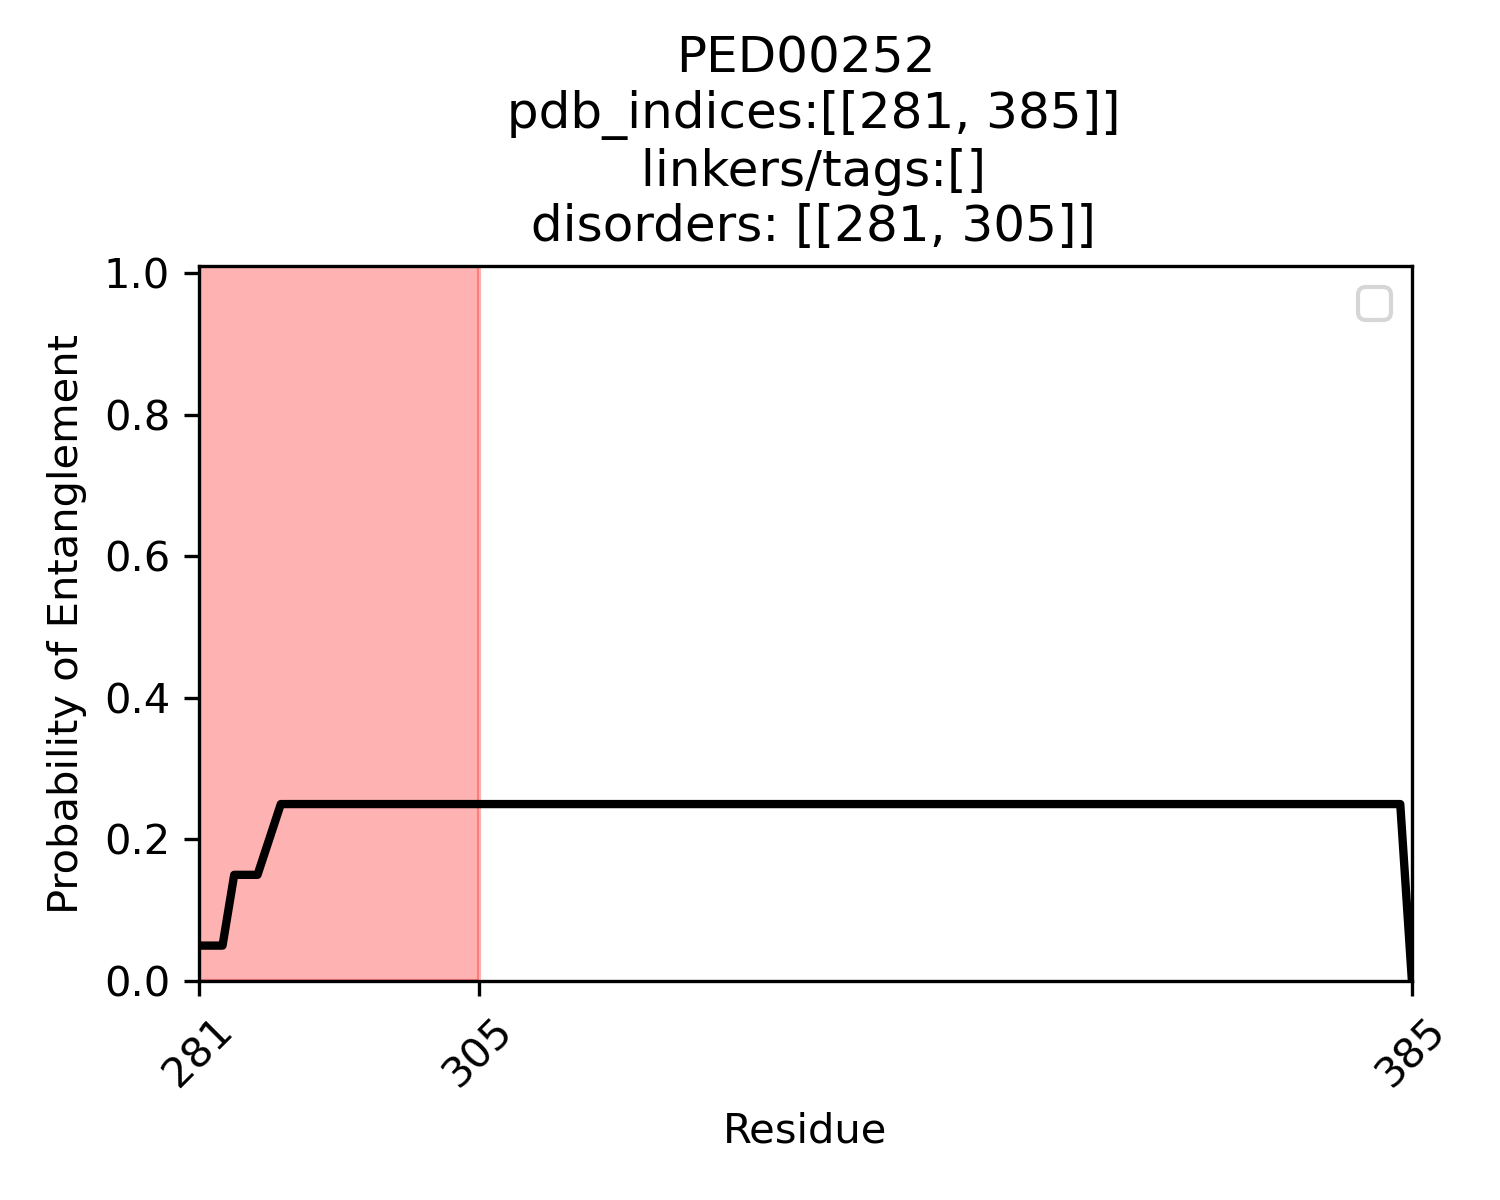 PED00252
pdb_indices:[[281, 385]]
linkers/tags:[]
disorders: [[281, 305]]
1.0
0.8
0.6
0.4
0.2
0.0
Probability of Entanglement
281
305
385
Residue